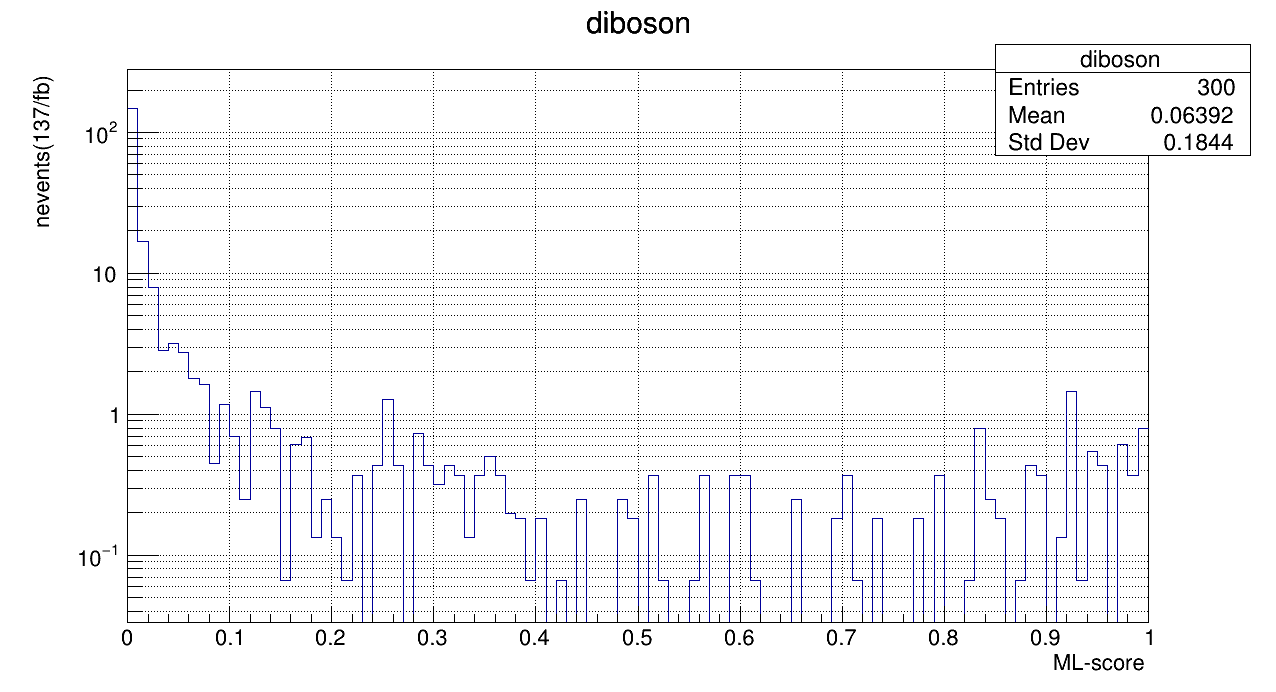 diboson
diboson
Entries 300
Mean 0.06392
Std Dev 0.1844
nevents(137/fb)
10²
10
1
10⁻¹
0 0.1 0.2 0.3 0.4 0.5 0.6 0.7 0.8 0.9 1
ML-score